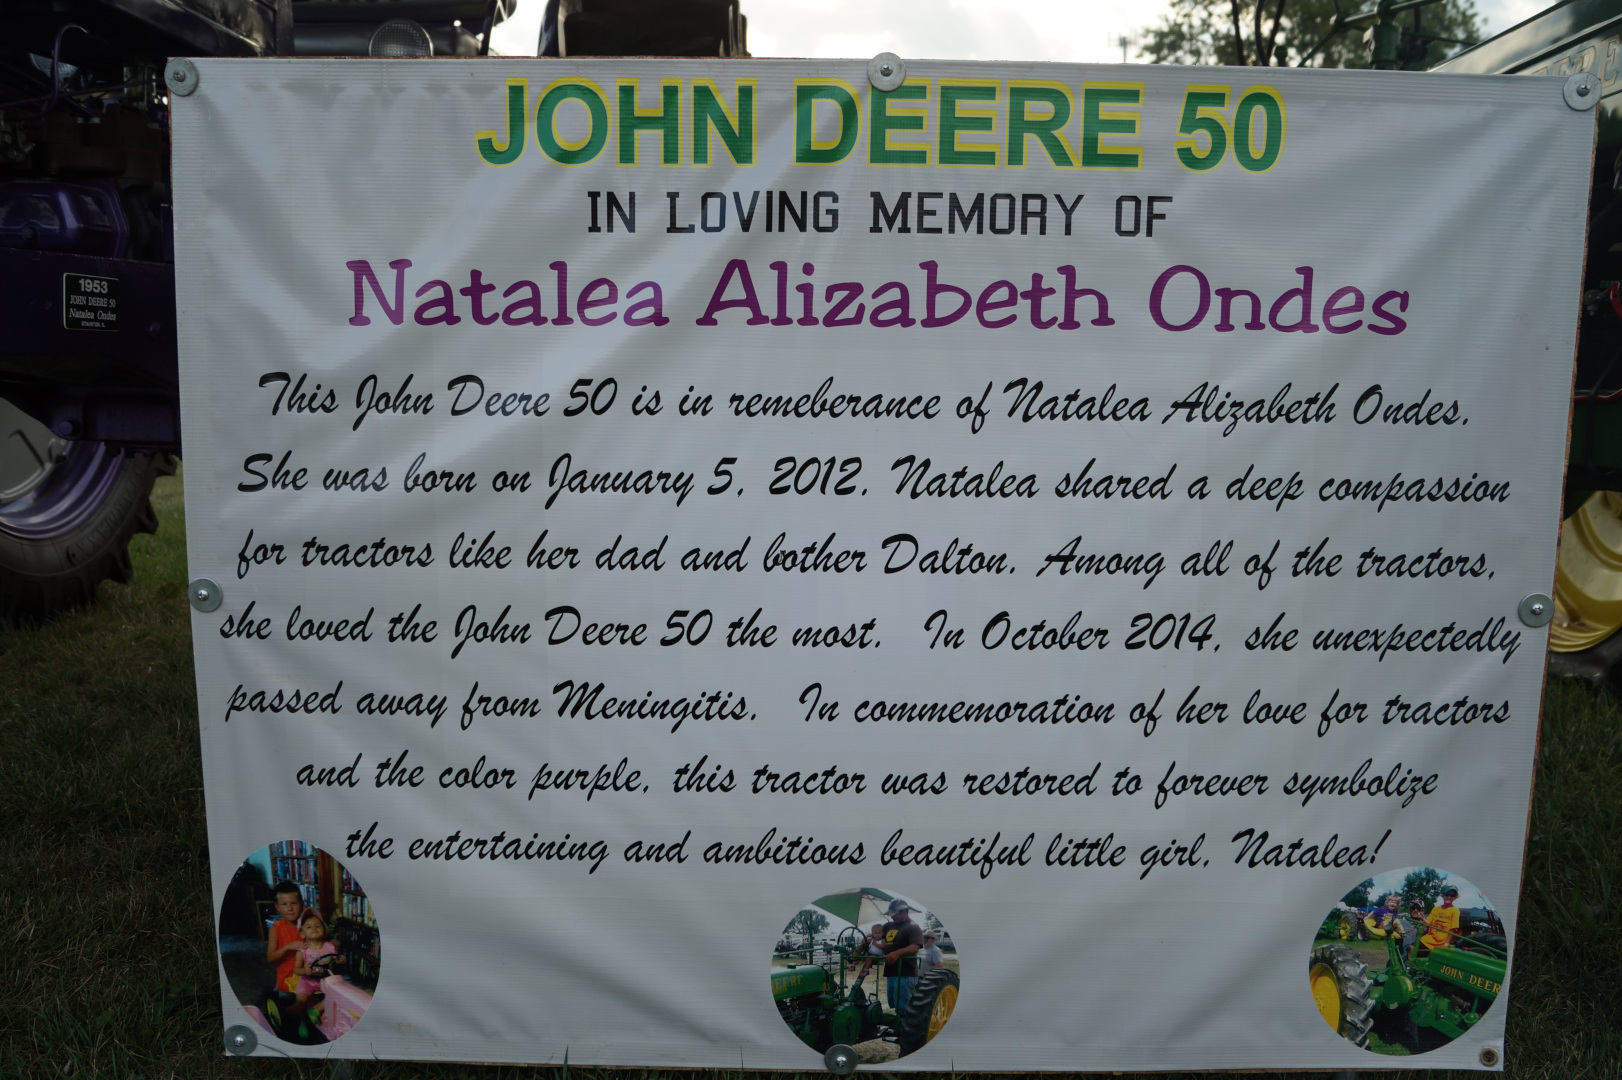 JOHN DEERE 50
IN LOVING MEMORY OF
Natalea Alizabeth Ondes
This John Deere 50 is in remeberance of Natalea Alizabeth Ondes.
She was born on January 5, 2012. Natalea shared a deep compassion
for tractors like her dad and bother Dalton. Among all of the tractors,
she loved the John Deere 50 the most. In October 2014, she unexpectedly
passed away from Meningitis. In commemoration of her love for tractors
and the color purple, this tractor was restored to forever symbolize
the entertaining and ambitious beautiful little girl, Natalea!
1953
JOHN DEERE 50
Natalea Ondes
JOHN DEER